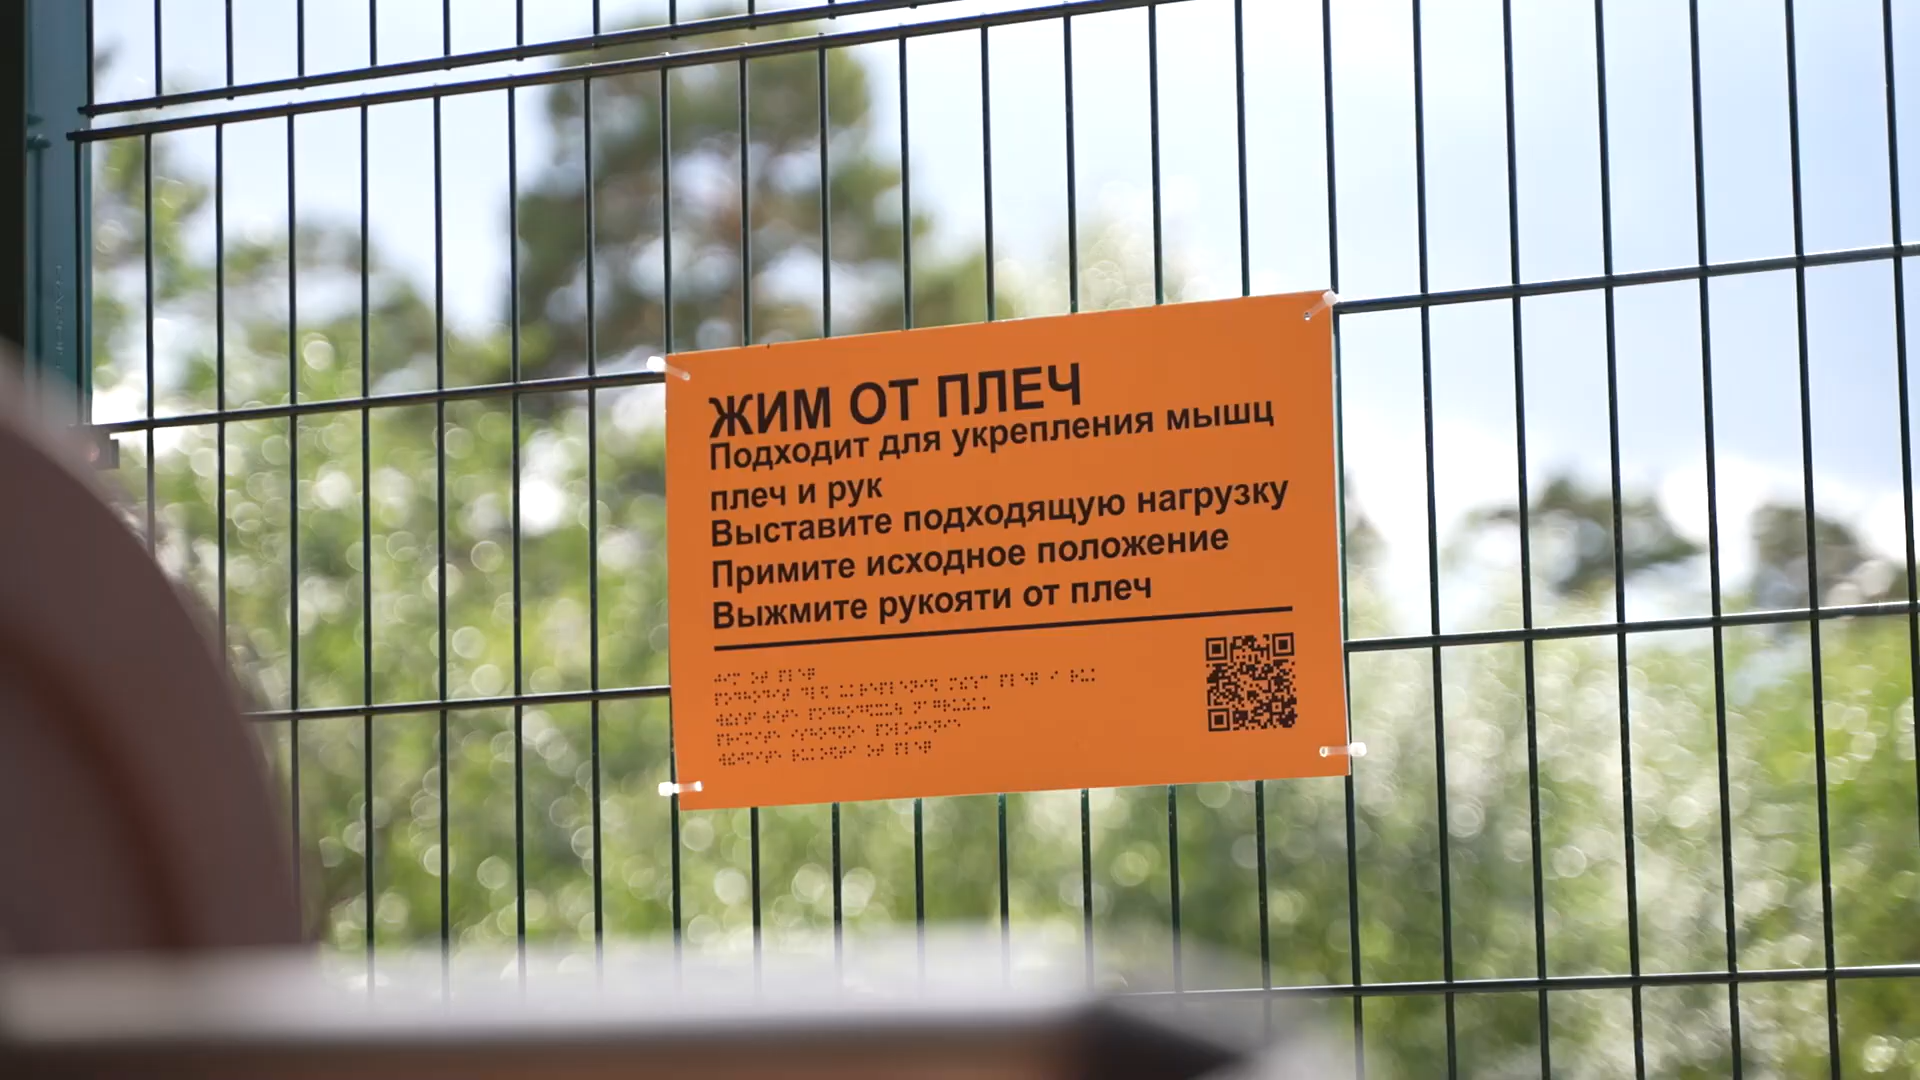 ЖИМ ОТ ПЛЕЧ
Подходит для укрепления мышц
плеч и рук
Выставите подходящую нагрузку
Примите исходное положение
Выжмите рукояти от плеч